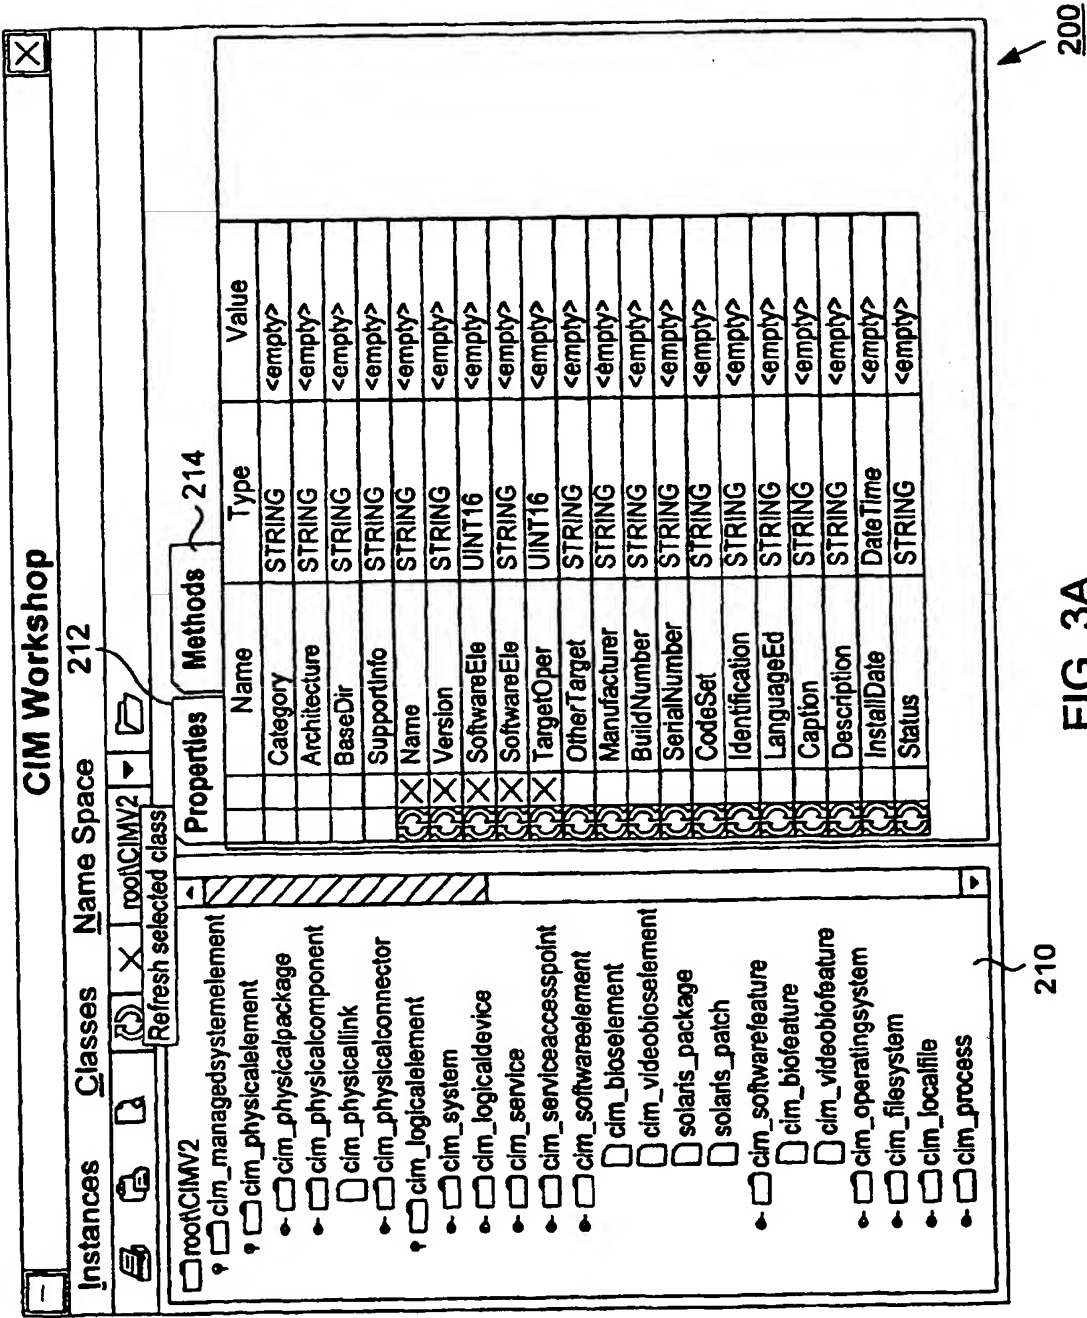 CIM Workshop
Instances Classes Name Space
root\CIMV2
Refresh selected class
212
214
Properties Methods
root\CIMV2
cim_managedsystemelement
cim_physicalelement
cim_physicalpackage
cim_physicalcomponent
cim_physicallink
cim_physicalconnector
cim_logicalelement
cim_system
cim_logicaldevice
cim_service
cim_serviceaccesspoint
cim_softwareelement
cim_bioselement
cim_videobioselement
solaris_package
solaris_patch
cim_softwarefeature
cim_biofeature
cim_videobiofeature
cim_operatingsystem
cim_filesystem
cim_localfile
cim_process
210
Name Type Value
Category STRING <empty>
Architecture STRING <empty>
BaseDir STRING <empty>
SupportInfo STRING <empty>
Name STRING <empty>
Version STRING <empty>
SoftwareEle UINT16 <empty>
SoftwareEle STRING <empty>
TargetOper UINT16 <empty>
OtherTarget STRING <empty>
Manufacturer STRING <empty>
BuildNumber STRING <empty>
SerialNumber STRING <empty>
CodeSet STRING <empty>
Identification STRING <empty>
LanguageEd STRING <empty>
Caption STRING <empty>
Description STRING <empty>
InstallDate DateTime <empty>
Status STRING <empty>
200
FIG. 3A